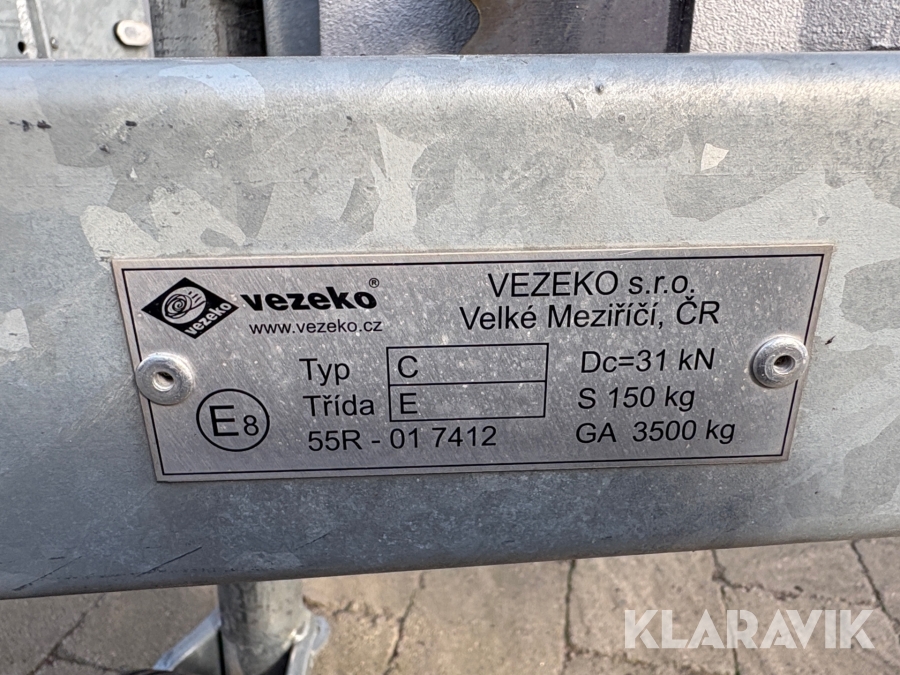 vezeko
vezeko®
www.vezeko.cz
VEZEKO s.r.o.
Velké Meziříčí, ČR
Typ C
Třída E
55R - 01 7412
Dc=31 kN
S 150 kg
GA 3500 kg
E8
KLARAVIK